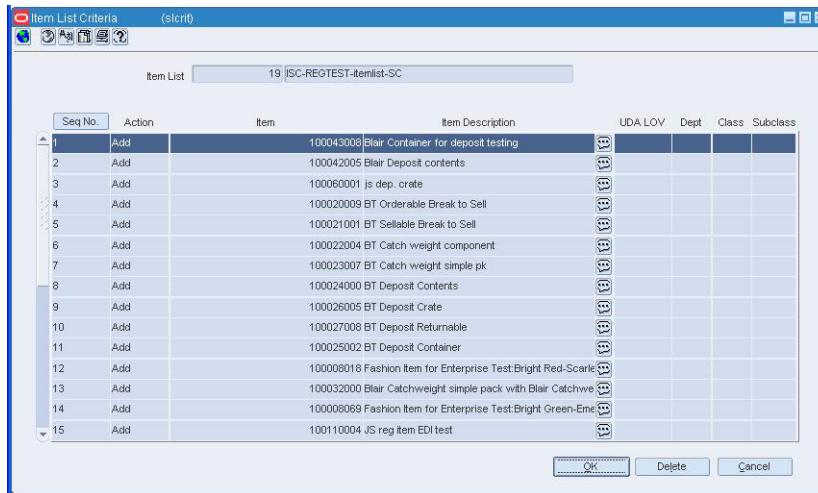 Item List Criteria (slcrit)
Item List 19 ISC-REGTEST-itemlist-SC
Seq No. Action Item Item Description UDA LOV Dept Class Subclass
1 Add 100043008 Blair Container for deposit testing
2 Add 100042005 Blair Deposit contents
3 Add 100060001 js dep. crate
4 Add 100020009 BT Orderable Break to Sell
5 Add 100021001 BT Sellable Break to Sell
6 Add 100022004 BT Catch weight component
7 Add 100023007 BT Catch weight simple pk
8 Add 100024000 BT Deposit Contents
9 Add 100026005 BT Deposit Crate
10 Add 100027008 BT Deposit Returnable
11 Add 100025002 BT Deposit Container
12 Add 100008018 Fashion Item for Enterprise Test:Bright Red-Scarle
13 Add 100032000 Blair Catchweight simple pack with Blair Catchwe
14 Add 100008069 Fashion Item for Enterprise Test:Bright Green-Eme
15 Add 100110004 JS reg item EDI test
OK Delete Cancel